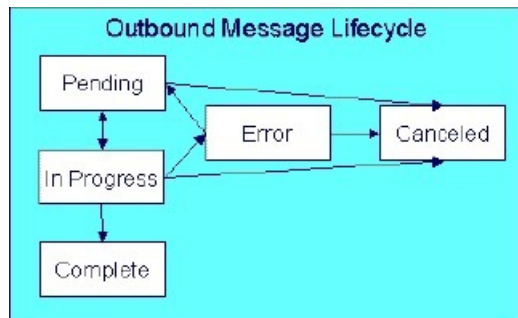 Outbound Message Lifecycle
Pending
Error
Canceled
In Progress
Complete